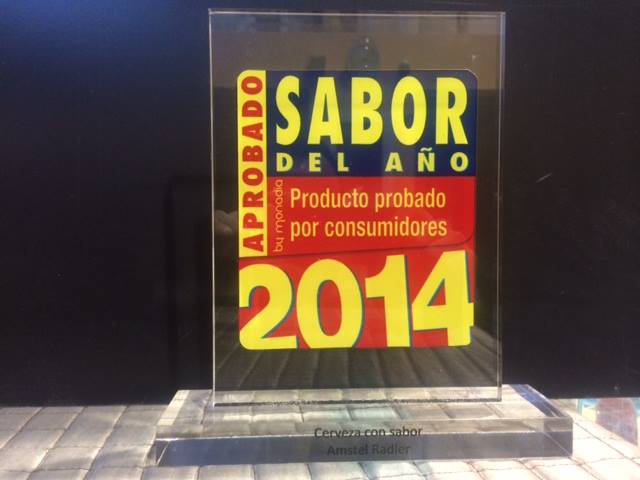 APROBADO
SABOR
DEL AÑO
by monadia
Producto probado
por consumidores
2014
Cerveza con sabor
Amstel Radler